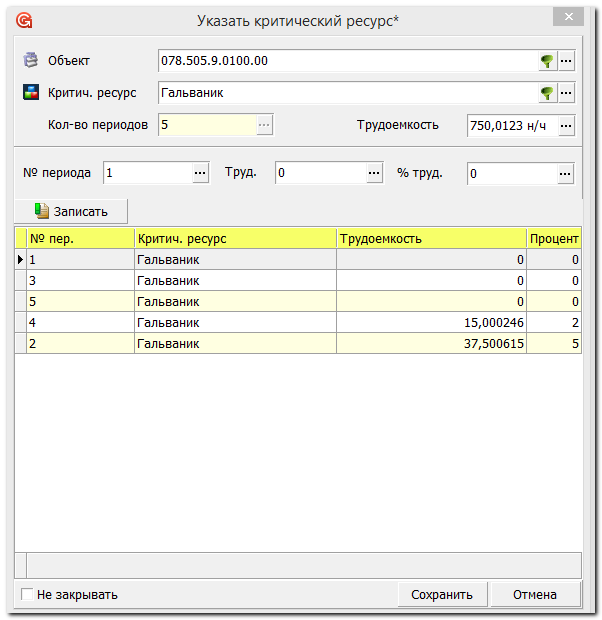 Указать критический ресурс*
Объект 078.505.9.0100.00
Критич. ресурс Гальваник
Кол-во периодов 5 Трудоемкость 750,0123 н/ч
№ периода 1 Труд. 0 % труд. 0
Записать
№ пер. Критич. ресурс Трудоемкость Процент
1 Гальваник 0 0
3 Гальваник 0 0
5 Гальваник 0 0
4 Гальваник 15,000246 2
2 Гальваник 37,500615 5
Не закрывать Сохранить Отмена